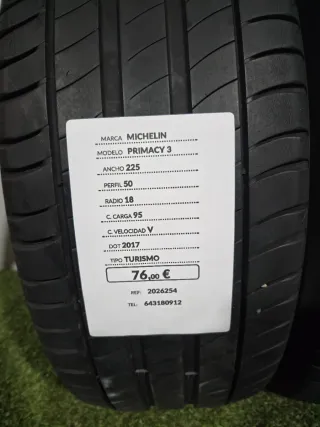 MARCA MICHELIN
MODELO PRIMACY 3
ANCHO 225
PERFIL 50
RADIO 18
C. CARGA 95
C. VELOCIDAD V
DOT 2017
TIPO TURISMO
76,00 €
REF: 2026254
TEL: 643180912